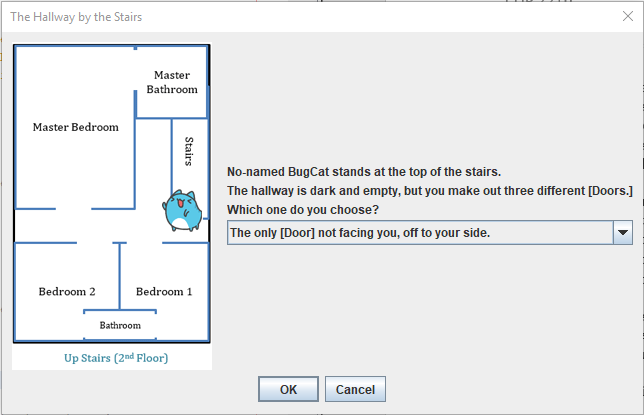 The Hallway by the Stairs
Master Bedroom
Master
Bathroom
Stairs
Bedroom 2
Bedroom 1
Bathroom
Up Stairs (2nd Floor)
No-named BugCat stands at the top of the stairs.
The hallway is dark and empty, but you make out three different [Doors.]
Which one do you choose?
The only [Door] not facing you, off to your side.
OK
Cancel